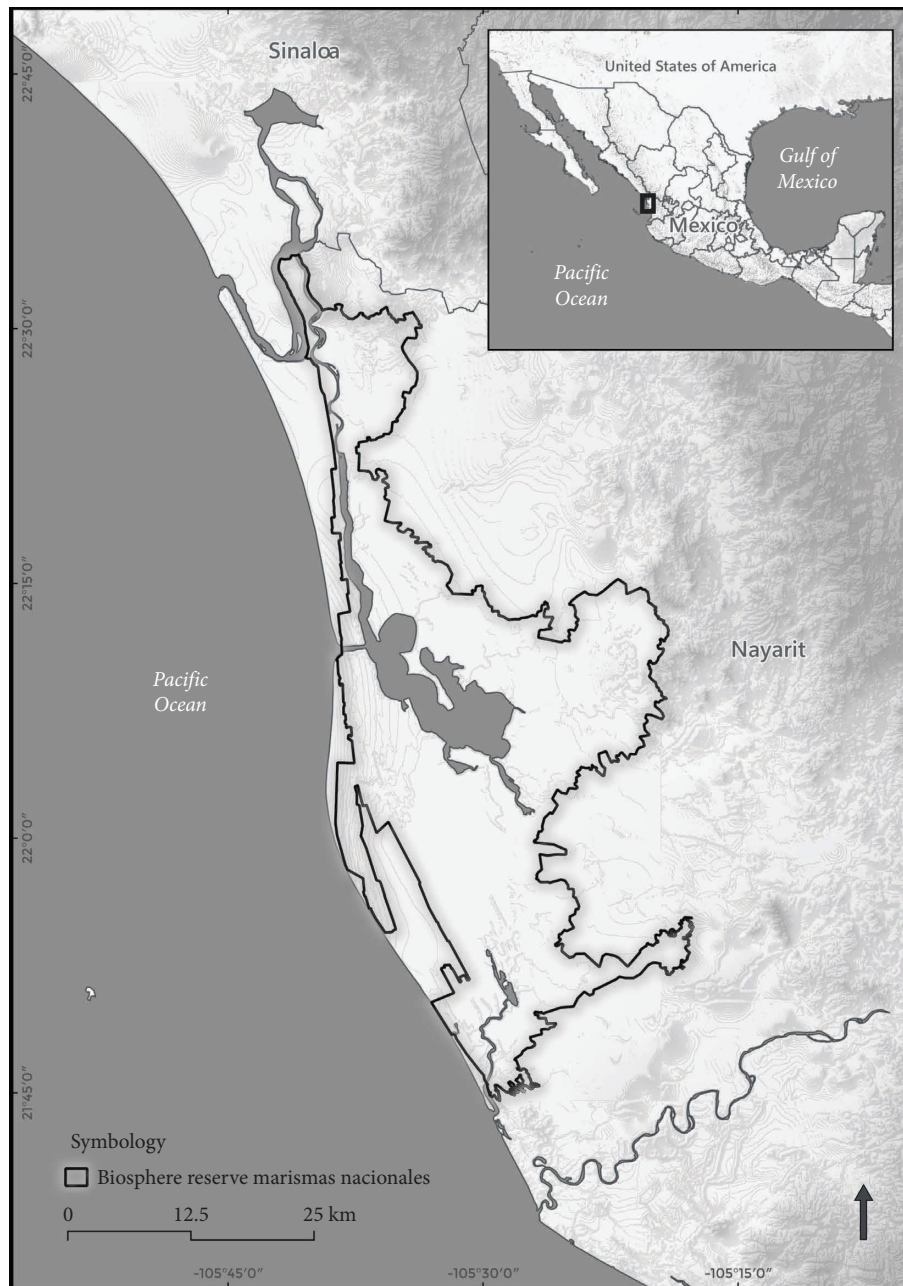 Sinaloa
United States of America
Gulf of
Mexico
Mexico
Pacific
Ocean
22°45'0"
22°30'0"
22°15'0"
22°0'0"
21°45'0"
Nayarit
Pacific
Ocean
Symbology
Biosphere reserve marismas nacionales
0 12.5 25 km
-105°45'0" -105°30'0" -105°15'0"